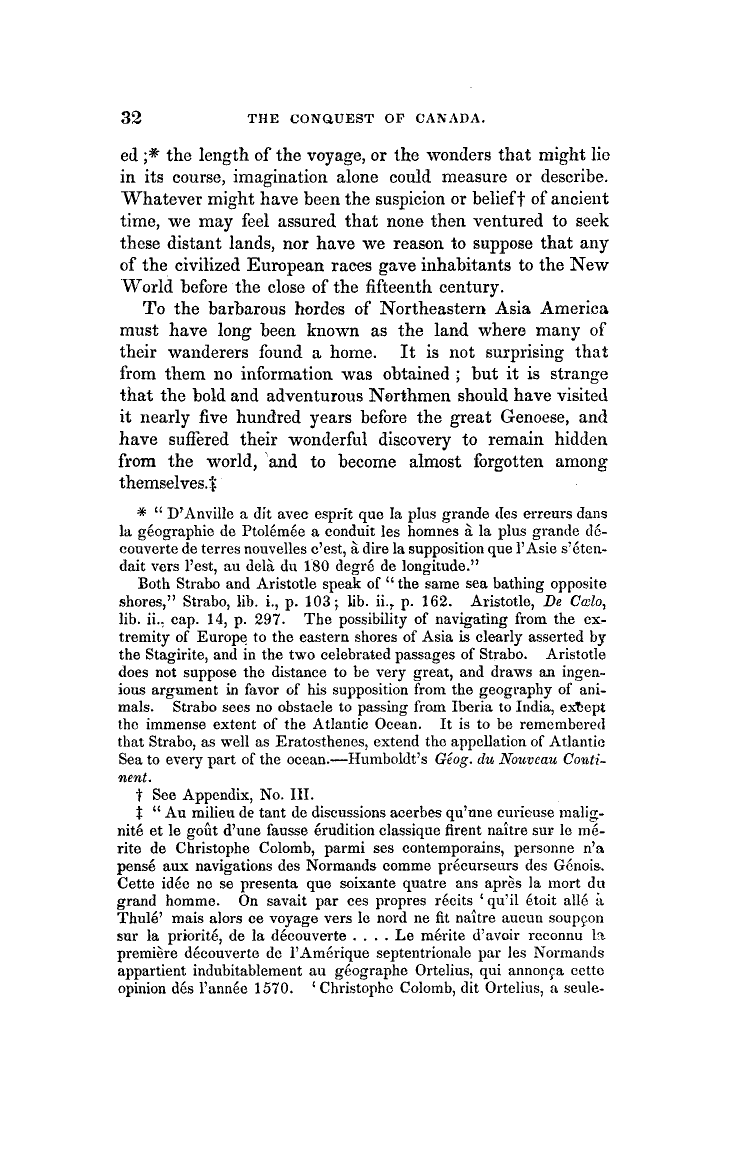 32 THE CONQUEST OF CANADA.
ed ;* the length of the voyage, or the wonders that might lie
in its course, imagination alone could measure or describe.
Whatever might have been the suspicion or belief† of ancient
time, we may feel assured that none then ventured to seek
these distant lands, nor have we reason to suppose that any
of the civilized European races gave inhabitants to the New
World before the close of the fifteenth century.
To the barbarous hordes of Northeastern Asia America
must have long been known as the land where many of
their wanderers found a home. It is not surprising that
from them no information was obtained ; but it is strange
that the bold and adventurous Northmen should have visited
it nearly five hundred years before the great Genoese, and
have suffered their wonderful discovery to remain hidden
from the world, and to become almost forgotten among
themselves.‡
* “ D’Anville a dit avec esprit que la plus grande des erreurs dans
la géographie de Ptolémée a conduit les homnes à la plus grande dé-
couverte de terres nouvelles c’est, à dire la supposition que l’Asie s’éten-
dait vers l’est, au delà du 180 degré de longitude.”
Both Strabo and Aristotle speak of “ the same sea bathing opposite
shores,” Strabo, lib. i., p. 103 ; lib. ii., p. 162. Aristotle, De Cœlo,
lib. ii., cap. 14, p. 297. The possibility of navigating from the ex-
tremity of Europe to the eastern shores of Asia is clearly asserted by
the Stagirite, and in the two celebrated passages of Strabo. Aristotle
does not suppose the distance to be very great, and draws an ingen-
ious argument in favor of his supposition from the geography of ani-
mals. Strabo sees no obstacle to passing from Iberia to India, except
the immense extent of the Atlantic Ocean. It is to be remembered
that Strabo, as well as Eratosthenes, extend the appellation of Atlantic
Sea to every part of the ocean.—Humboldt’s Géog. du Nouveau Conti-
nent.
† See Appendix, No. III.
‡ “ Au milieu de tant de discussions acerbes qu’une curieuse malig-
nité et le goût d’une fausse érudition classique firent naître sur le mé-
rite de Christophe Colomb, parmi ses contemporains, personne n’a
pensé aux navigations des Normands comme précurseurs des Génois.
Cette idée ne se presenta que soixante quatre ans après la mort du
grand homme. On savait par ces propres récits ‘ qu’il étoit allé à
Thulé’ mais alors ce voyage vers le nord ne fit naître aucun soupçon
sur la priorité, de la découverte . . . . Le mérite d’avoir reconnu la
première découverte de l’Amérique septentrionale par les Normands
appartient indubitablement au géographe Ortelius, qui annonça cette
opinion dés l’année 1570. ‘ Christophe Colomb, dit Ortelius, a seule-